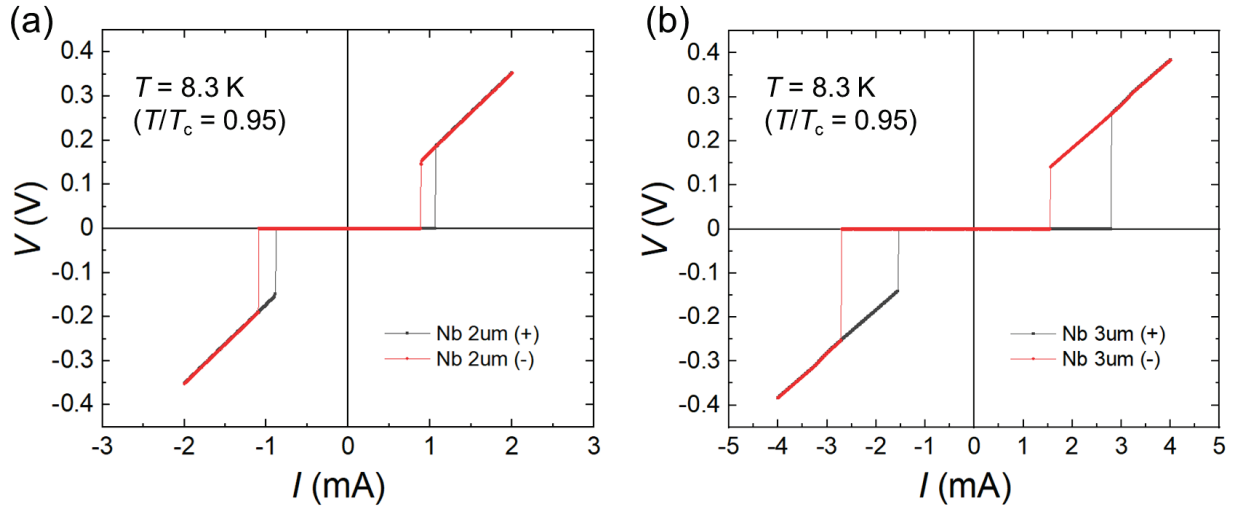 (a)
0.4
0.3
0.2
0.1
0
-0.1
-0.2
-0.3
-0.4
V (V)
T = 8.3 K
(T/Tc = 0.95)
Nb 2um (+)
Nb 2um (-)
-3
-2
-1
0
1
2
3
I (mA)
(b)
0.4
0.3
0.2
0.1
0
-0.1
-0.2
-0.3
-0.4
V (V)
T = 8.3 K
(T/Tc = 0.95)
Nb 3um (+)
Nb 3um (-)
-5
-4
-3
-2
-1
0
1
2
3
4
5
I (mA)